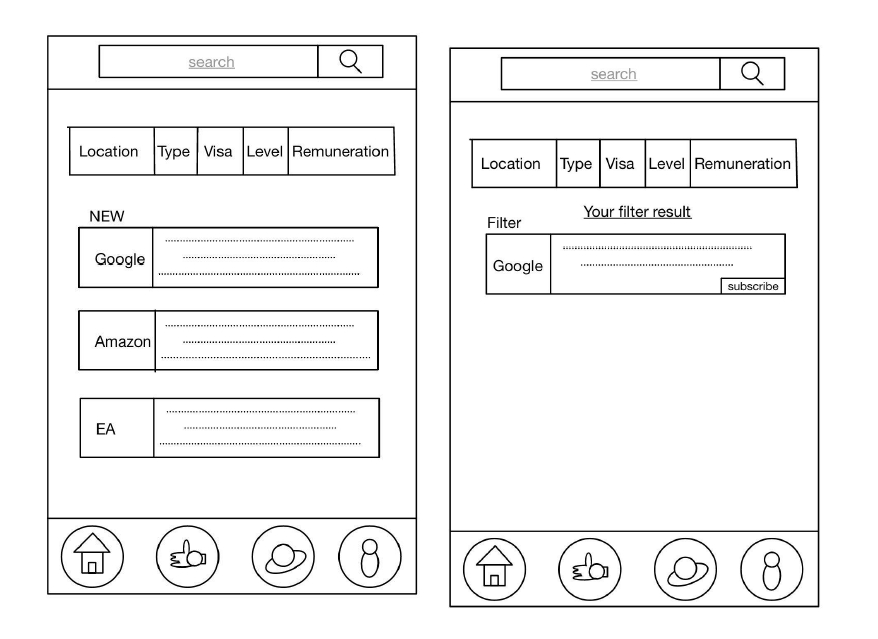 search
Location Type Visa Level Remuneration
NEW
Google
Amazon
EA
search
Location Type Visa Level Remuneration
Your filter result
Filter
Google
subscribe